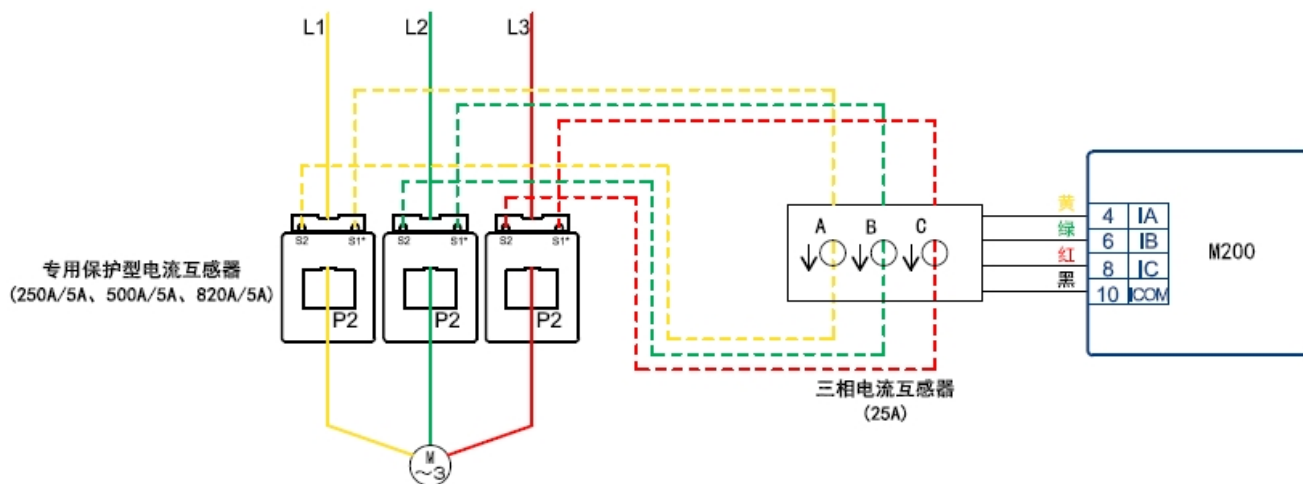 L1
L2
L3
S2
S1*
S2
S1*
S2
S1*
P2
P2
P2
专用保护型电流互感器
(250A/5A、500A/5A、820A/5A)
M
～3
A
B
C
三相电流互感器
(25A)
黄
绿
红
黑
4 IA
6 IB
8 IC
10 ICOM
M200